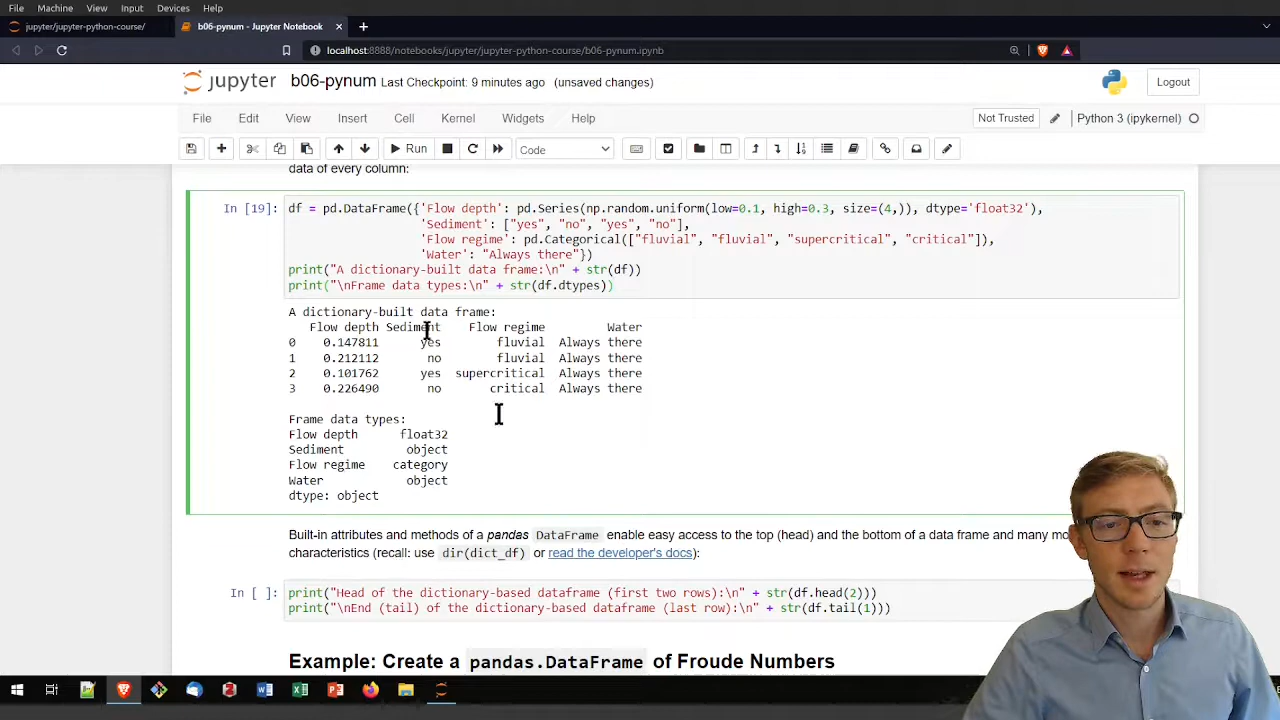 File Machine View Input Devices Help
jupyter/jupyter-python-course/
b06-pynum - Jupyter Notebook
localhost:8888/notebooks/jupyter/jupyter-python-course/b06-pynum.ipynb
jupyter b06-pynum Last Checkpoint: 9 minutes ago (unsaved changes)
Logout
File Edit View Insert Cell Kernel Widgets Help
Not Trusted
Python 3 (ipykernel)
Run
Code
data of every column:
In [19]: df = pd.DataFrame({'Flow depth': pd.Series(np.random.uniform(low=0.1, high=0.3, size=(4,)), dtype='float32'),
'Sediment': ["yes", "no", "yes", "no"],
'Flow regime': pd.Categorical(["fluvial", "fluvial", "supercritical", "critical"]),
'Water': "Always there"})
print("A dictionary-built data frame:\n" + str(df))
print("\nFrame data types:\n" + str(df.dtypes))
A dictionary-built data frame:
Flow depth Sediment Flow regime Water
0 0.147811 yes fluvial Always there
1 0.212112 no fluvial Always there
2 0.101762 yes supercritical Always there
3 0.226490 no critical Always there
Frame data types:
Flow depth float32
Sediment object
Flow regime category
Water object
dtype: object
Built-in attributes and methods of a pandas DataFrame enable easy access to the top (head) and the bottom of a data frame and many
characteristics (recall: use dir(dict_df) or read the developer's docs):
In [ ]: print("Head of the dictionary-based dataframe (first two rows):\n" + str(df.head(2)))
print("\nEnd (tail) of the dictionary-based dataframe (last row):\n" + str(df.tail(1)))
Example: Create a pandas.DataFrame of Froude Numbers